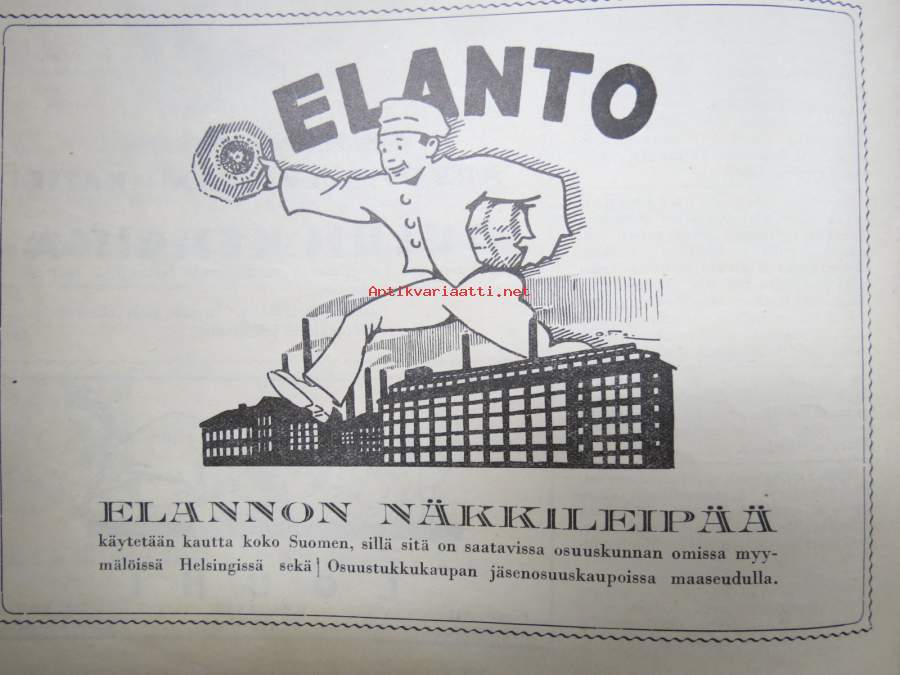 ELANTO
Antikvariaatti.net
ELANNON NÄKKILEIPÄÄ
käytetään kautta koko Suomen, sillä sitä on saatavissa osuuskunnan omissa myy-
mälöissä Helsingissä sekä Osuustukkukaupan jäsenosuuskaupoissa maaseudulla.